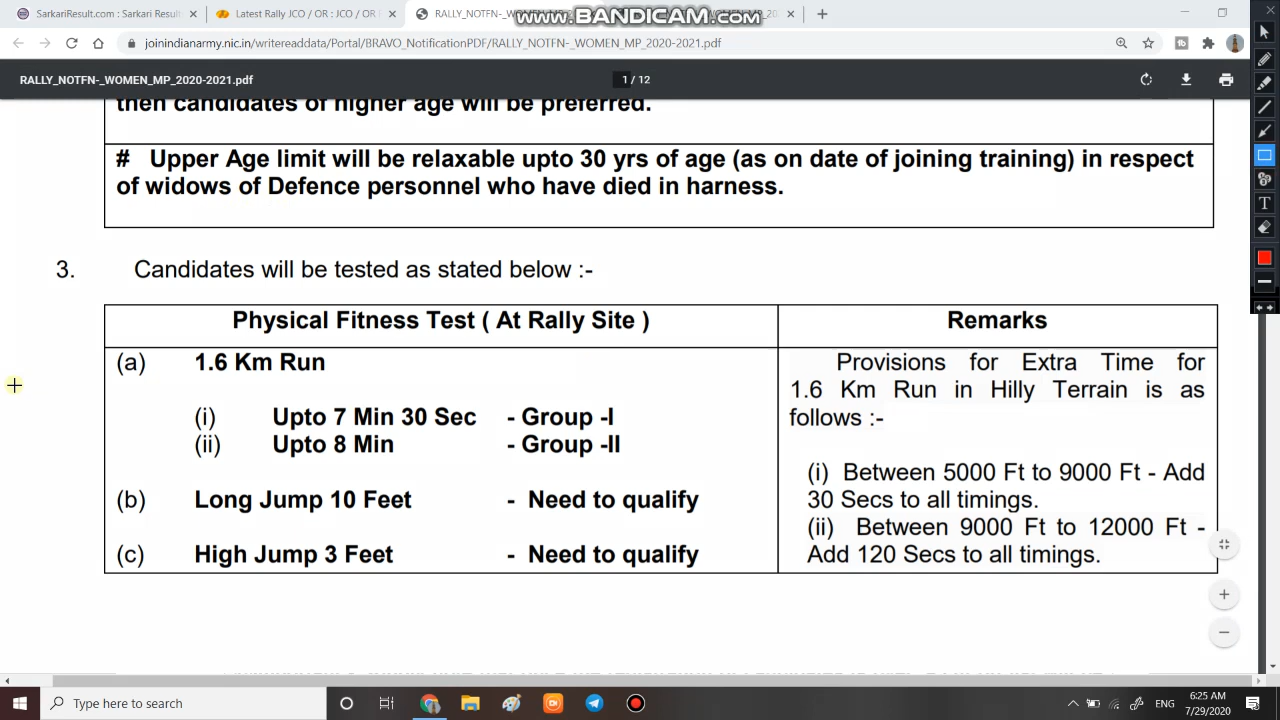 SarkariResult.com : Sarkari Result
Latest Rally JCO / OR : JCO / OR
RALLY_NOTFN-_WOMEN_MP_20
www.BANDICAM.com
joinindianarmy.nic.in/writereaddata/Portal/BRAVO_NotificationPDF/RALLY_NOTFN-_WOMEN_MP_2020-2021.pdf
RALLY_NOTFN-_WOMEN_MP_2020-2021.pdf
1 / 12
then candidates of higher age will be preferred.
# Upper Age limit will be relaxable upto 30 yrs of age (as on date of joining training) in respect
of widows of Defence personnel who have died in harness.
3. Candidates will be tested as stated below :-
Physical Fitness Test ( At Rally Site )
Remarks
(a) 1.6 Km Run
(i) Upto 7 Min 30 Sec - Group -I
(ii) Upto 8 Min - Group -II
(b) Long Jump 10 Feet - Need to qualify
(c) High Jump 3 Feet - Need to qualify
Provisions for Extra Time for
1.6 Km Run in Hilly Terrain is as
follows :-
(i) Between 5000 Ft to 9000 Ft - Add
30 Secs to all timings.
(ii) Between 9000 Ft to 12000 Ft -
Add 120 Secs to all timings.
Type here to search
ENG
6:25 AM
7/29/2020